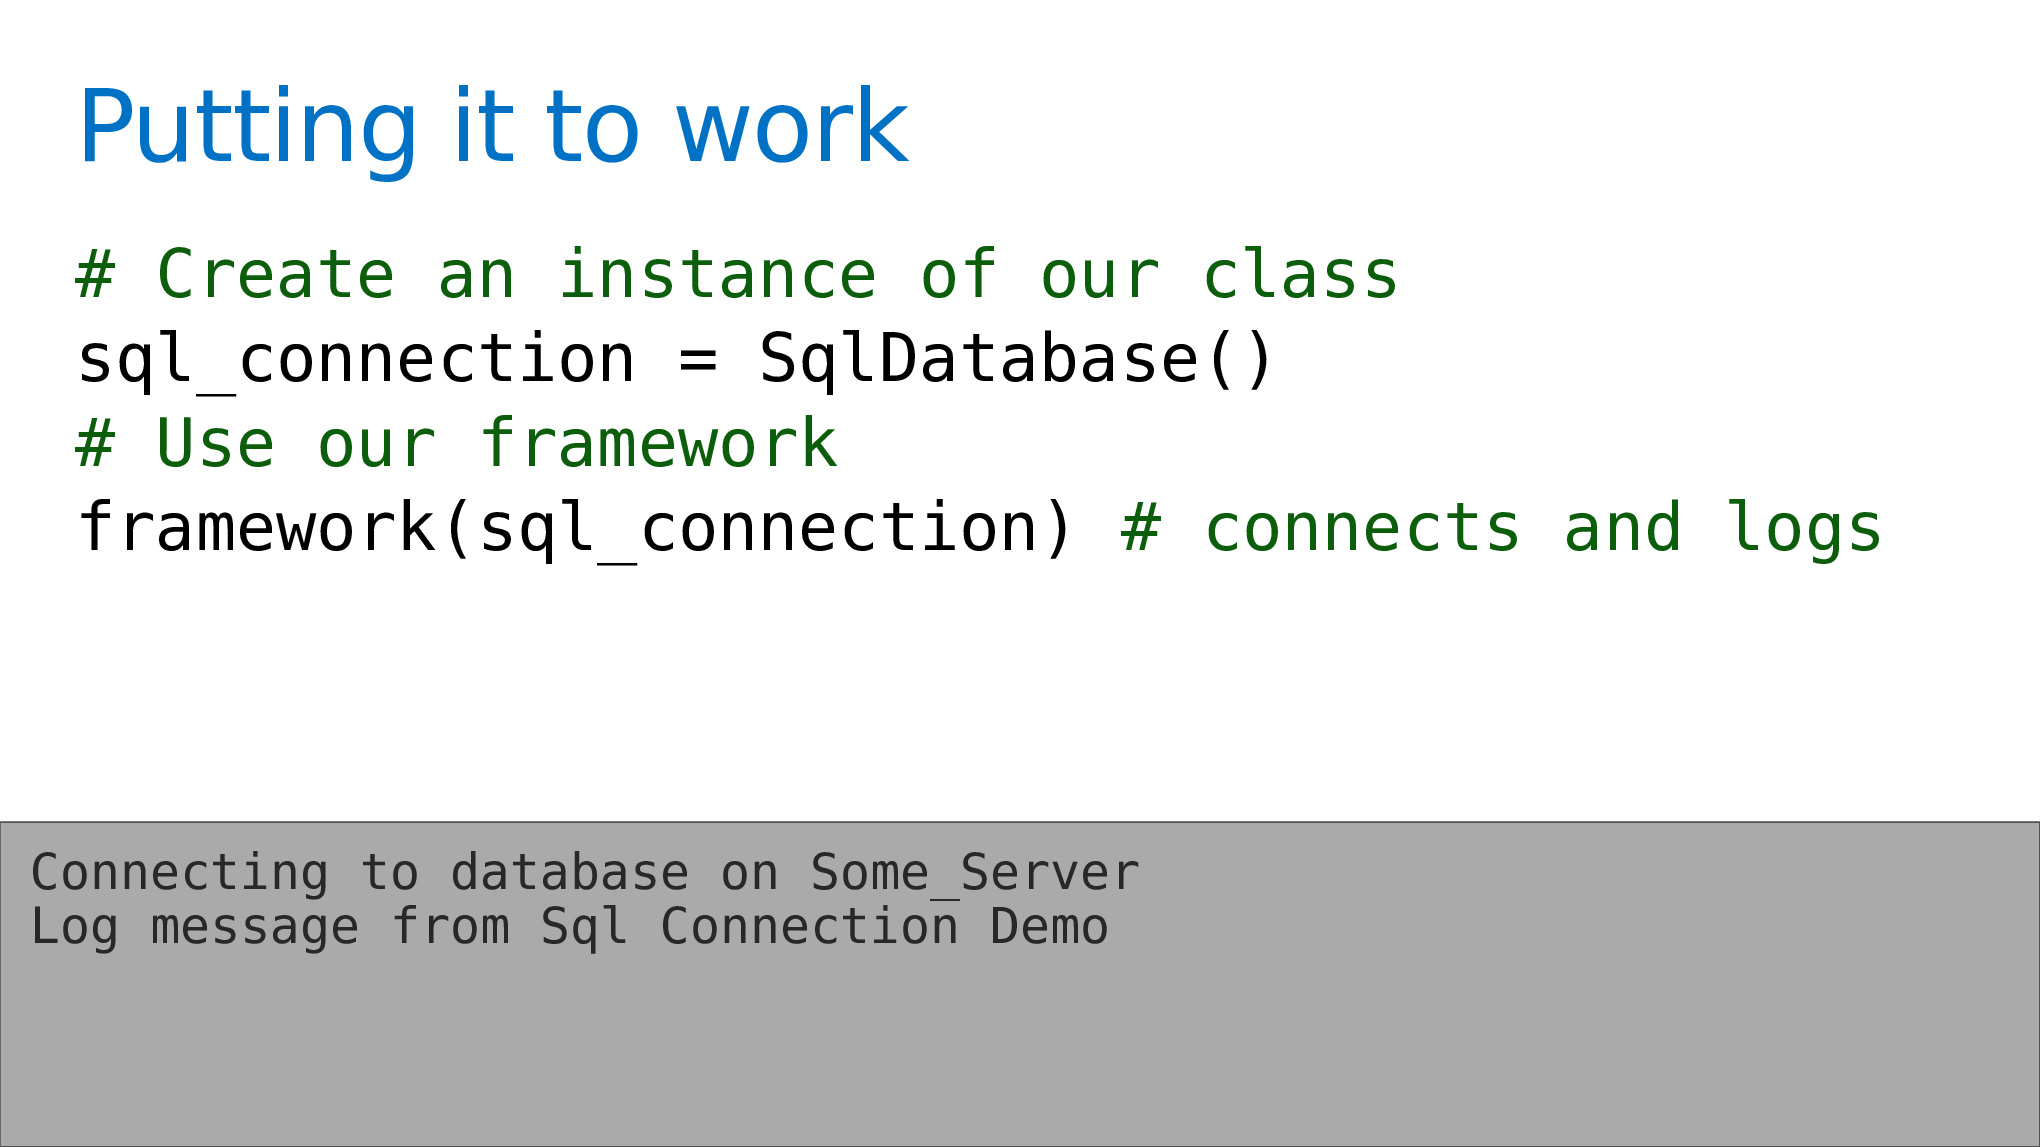 Putting it to work
# Create an instance of our class
sql_connection = SqlDatabase()
# Use our framework
framework(sql_connection) # connects and logs
Connecting to database on Some_Server
Log message from Sql Connection Demo